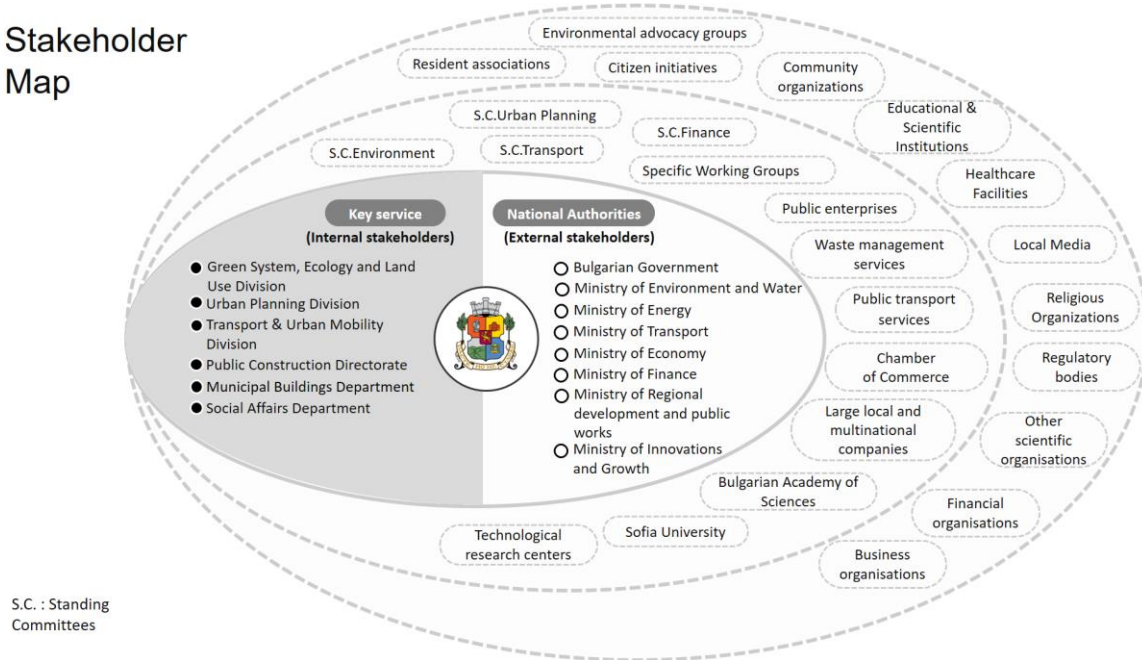 Stakeholder
Map
Environmental advocacy groups
Resident associations
Citizen initiatives
Community
organizations
Educational &
Scientific
Institutions
Healthcare
Facilities
Local Media
Religious
Organizations
Regulatory
bodies
Other
scientific
organisations
Financial
organisations
Business
organisations
S.C.Urban Planning
S.C.Environment
S.C.Transport
S.C.Finance
Specific Working Groups
Public enterprises
Waste management
services
Public transport
services
Chamber
of Commerce
Large local and
multinational
companies
Bulgarian Academy of
Sciences
Sofia University
Technological
research centers
Key service
(Internal stakeholders)
Green System, Ecology and Land
Use Division
Urban Planning Division
Transport & Urban Mobility
Division
Public Construction Directorate
Municipal Buildings Department
Social Affairs Department
National Authorities
(External stakeholders)
Bulgarian Government
Ministry of Environment and Water
Ministry of Energy
Ministry of Transport
Ministry of Economy
Ministry of Finance
Ministry of Regional
development and public
works
Ministry of Innovations
and Growth
S.C. : Standing
Committees